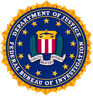 DEPARTMENT OF JUSTICE
FEDERAL BUREAU OF INVESTIGATION